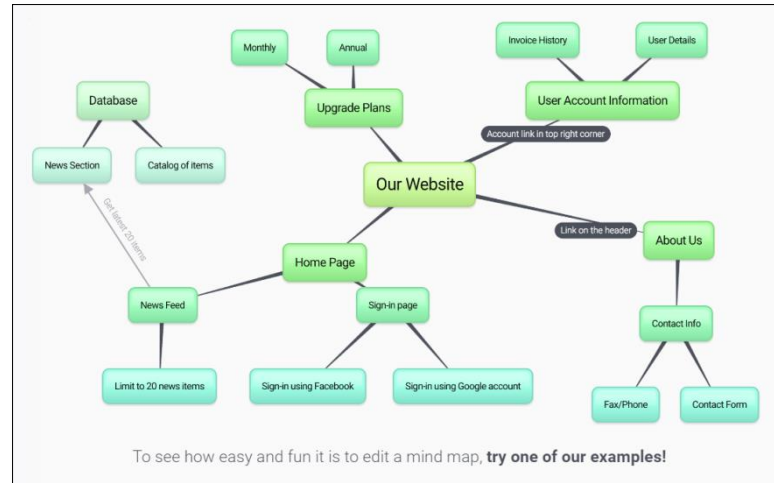 Monthly
Annual
Invoice History
User Details
Database
Upgrade Plans
User Account Information
Account link in top right corner
News Section
Catalog of items
Our Website
Get latest 20 items
Link on the header
About Us
Home Page
News Feed
Sign-in page
Contact Info
Limit to 20 news items
Sign-in using Facebook
Sign-in using Google account
Fax/Phone
Contact Form
To see how easy and fun it is to edit a mind map, try one of our examples!